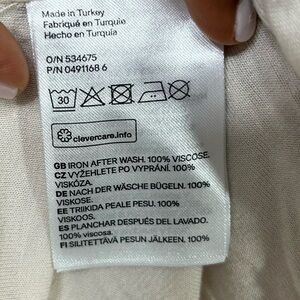 Made in Turkey
Fabriqué en Turquie
Hecho en Turquía
O/N 534675
P/N 0491168 6
30
clevercare.info
GB IRON AFTER WASH. 100% VISCOSE.
CZ VYŽEHLETE PO VYPRÁNÍ. 100%
VISKÓZA.
DE NACH DER WÄSCHE BÜGELN. 100%
VISKOSE.
EE TRIIKIDA PEALE PESU. 100%
VISKOOS.
ES PLANCHAR DESPUÉS DEL LAVADO.
100% viscosa.
FI SILITETTÄVÄ PESUN JÄLKEEN. 100%